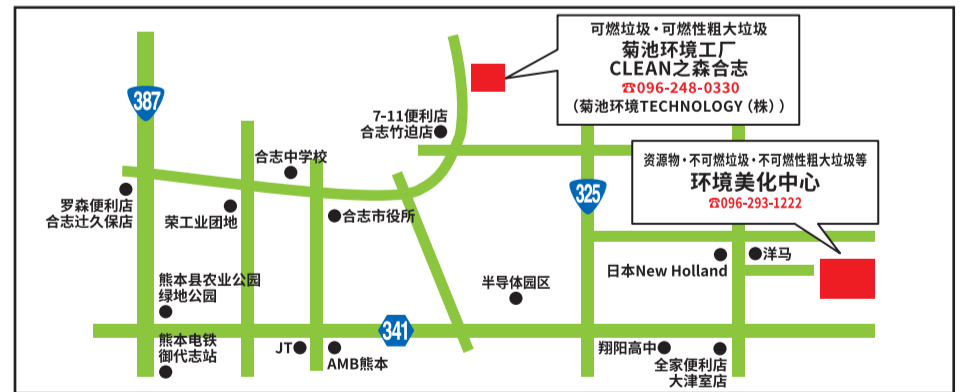 可燃垃圾・可燃性粗大垃圾
菊池环境工厂
CLEAN之森合志
☎096-248-0330
（菊池环境TECHNOLOGY（株））
387
7-11便利店
合志竹迫店
合志中学校
资源物・不可燃垃圾・不可燃性粗大垃圾等
环境美化中心
☎096-293-1222
325
罗森便利店
合志辻久保店
荣工业团地
合志市役所
洋马
日本New Holland
熊本县农业公园
绿地公园
半导体园区
341
熊本电铁
御代志站
JT
AMB熊本
翔阳高中
全家便利店
大津室店